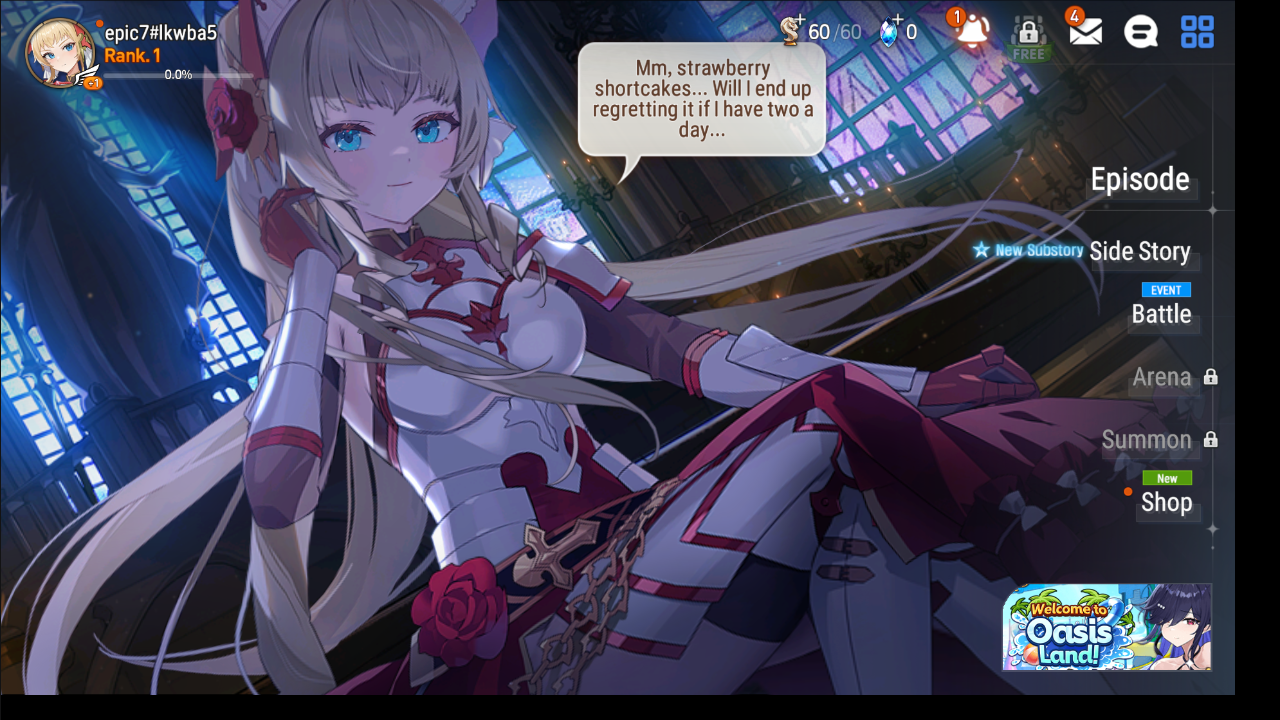 epic7#lkwba5
Rank. 1
0.0%
+1
60/60
0
1
FREE
4
Mm, strawberry
shortcakes... Will I end up
regretting it if I have two a
day...
Episode
New Substory
Side Story
EVENT
Battle
Arena
Summon
New
Shop
Welcome to
Oasis
Land!